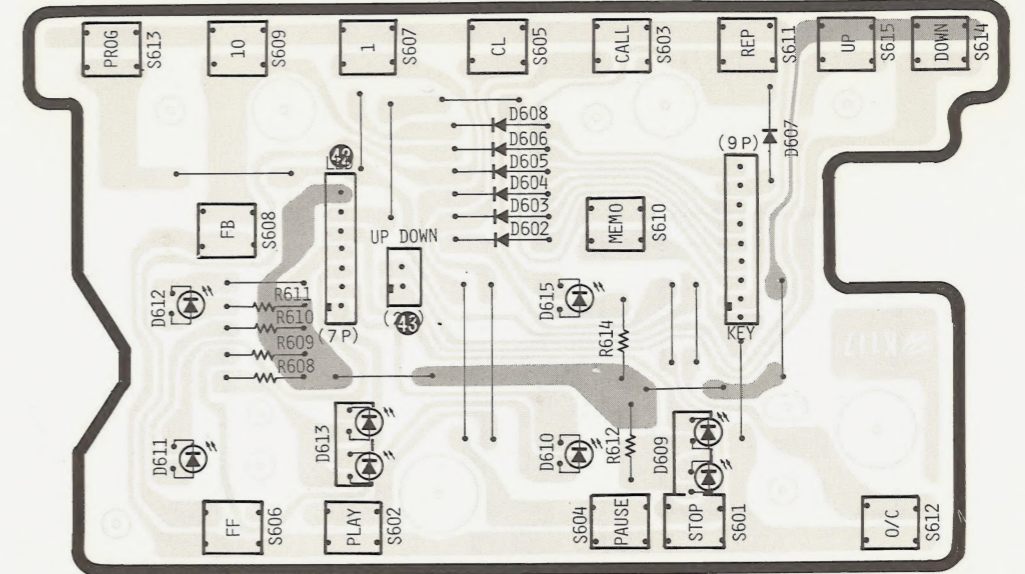 PROG S613
10 S609
1 S607
CL S605
CALL S603
REP S611
UP S615
DOWN S614
D608
D606
D605
D604
D603
D602
(9P)
D607
42
FB S608
MEMO S610
UP DOWN
D612
R611
R610
R609
R608
(7P)
43
D615
R614
KEY
D611
D613
D610
R612
D609
FF S606
PLAY S602
S604 PAUSE
STOP S601
O/C S612